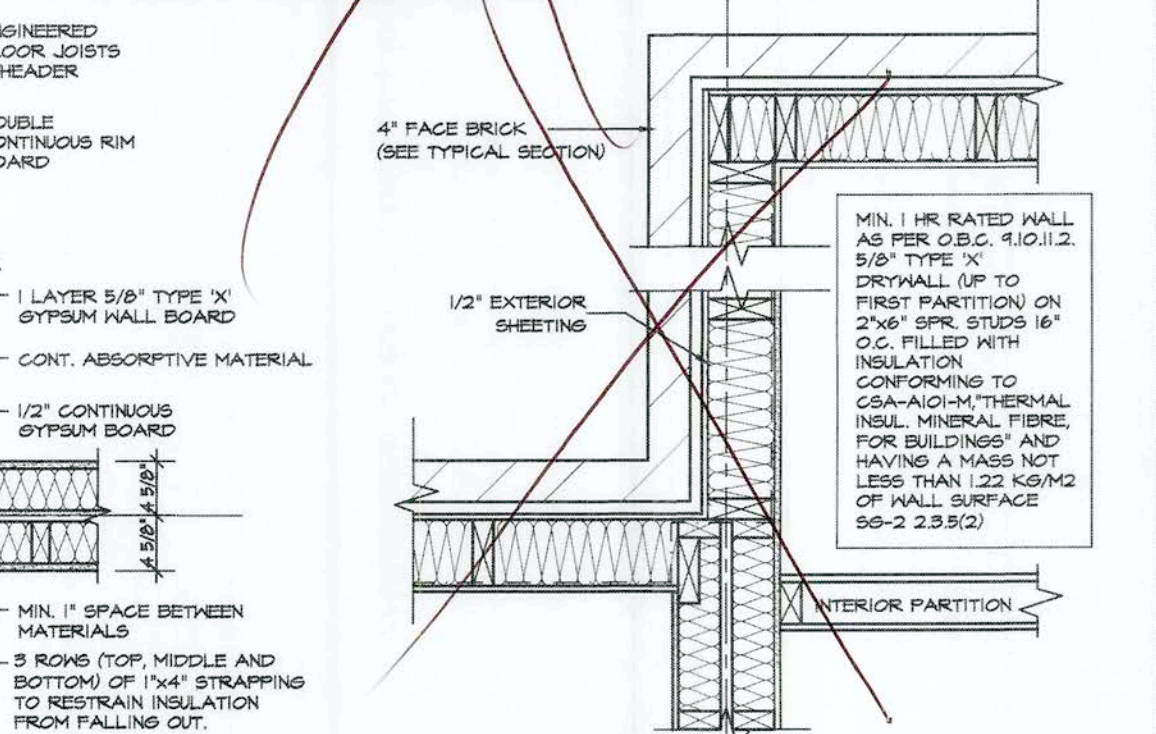 LOOR JOISTS
HEADER
1 LAYER 5/8" TYPE 'X'
GYPSUM WALL BOARD
CONT. ABSORPTIVE MATERIAL
1/2" CONTINUOUS
GYPSUM BOARD
4 5/8"
4 5/8"
MIN. 1" SPACE BETWEEN
MATERIALS
3 ROWS (TOP, MIDDLE AND
BOTTOM) OF 1"x4" STRAPPING
TO RESTRAIN INSULATION
FROM FALLING OUT.
4" FACE BRICK
(SEE TYPICAL SECTION)
1/2" EXTERIOR
SHEETING
MIN. 1 HR RATED WALL
AS PER O.B.C. 9.10.11.2.
5/8" TYPE 'X'
DRYWALL (UP TO
FIRST PARTITION) ON
2"x6" SPR. STUDS 16"
O.C. FILLED WITH
INSULATION
CONFORMING TO
CSA-A101-M,"THERMAL
INSUL. MINERAL FIBRE,
FOR BUILDINGS" AND
HAVING A MASS NOT
LESS THAN 1.22 KG/M2
OF WALL SURFACE
SG-2 2.3.5(2)
INTERIOR PARTITION